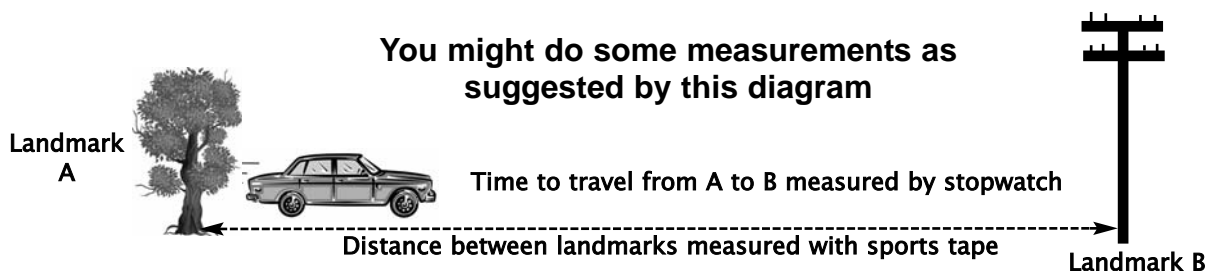 You might do some measurements as
suggested by this diagram
Landmark
A
Time to travel from A to B measured by stopwatch
Distance between landmarks measured with sports tape
Landmark B